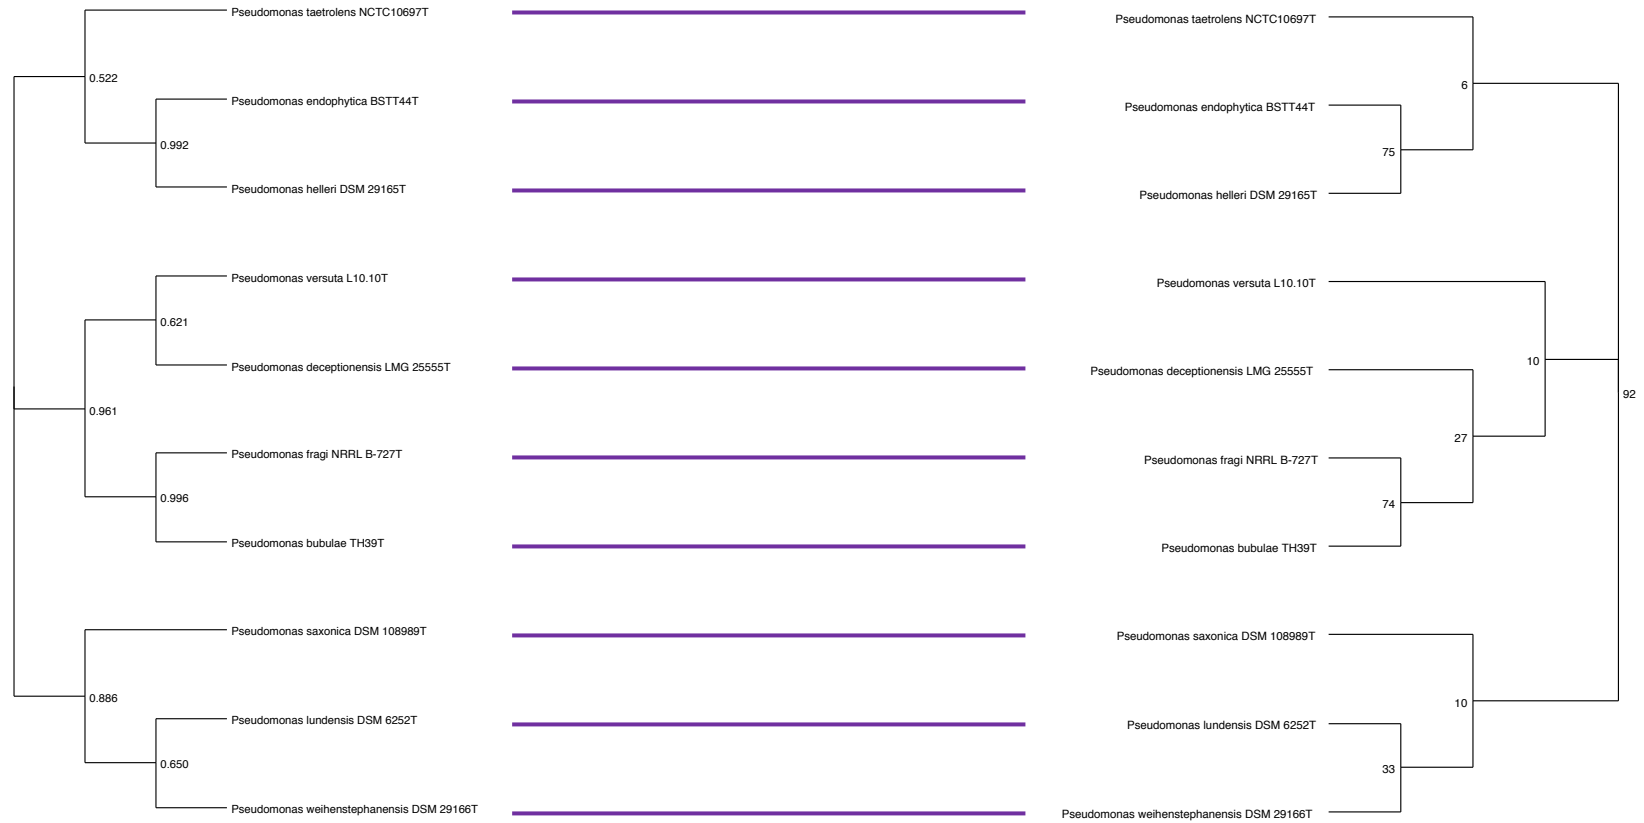 Pseudomonas taetrolens NCTC10697T
0.522
Pseudomonas endophytica BSTT44T
0.992
Pseudomonas helleri DSM 29165T
Pseudomonas versuta L10.10T
0.621
Pseudomonas deceptionensis LMG 25555T
0.961
Pseudomonas fragi NRRL B-727T
0.996
Pseudomonas bubulae TH39T
Pseudomonas saxonica DSM 108989T
0.886
Pseudomonas lundensis DSM 6252T
0.650
Pseudomonas weihenstephanensis DSM 29166T
Pseudomonas taetrolens NCTC10697T
6
Pseudomonas endophytica BSTT44T
75
Pseudomonas helleri DSM 29165T
Pseudomonas versuta L10.10T
10
Pseudomonas deceptionensis LMG 25555T
92
27
Pseudomonas fragi NRRL B-727T
74
Pseudomonas bubulae TH39T
Pseudomonas saxonica DSM 108989T
10
Pseudomonas lundensis DSM 6252T
33
Pseudomonas weihenstephanensis DSM 29166T